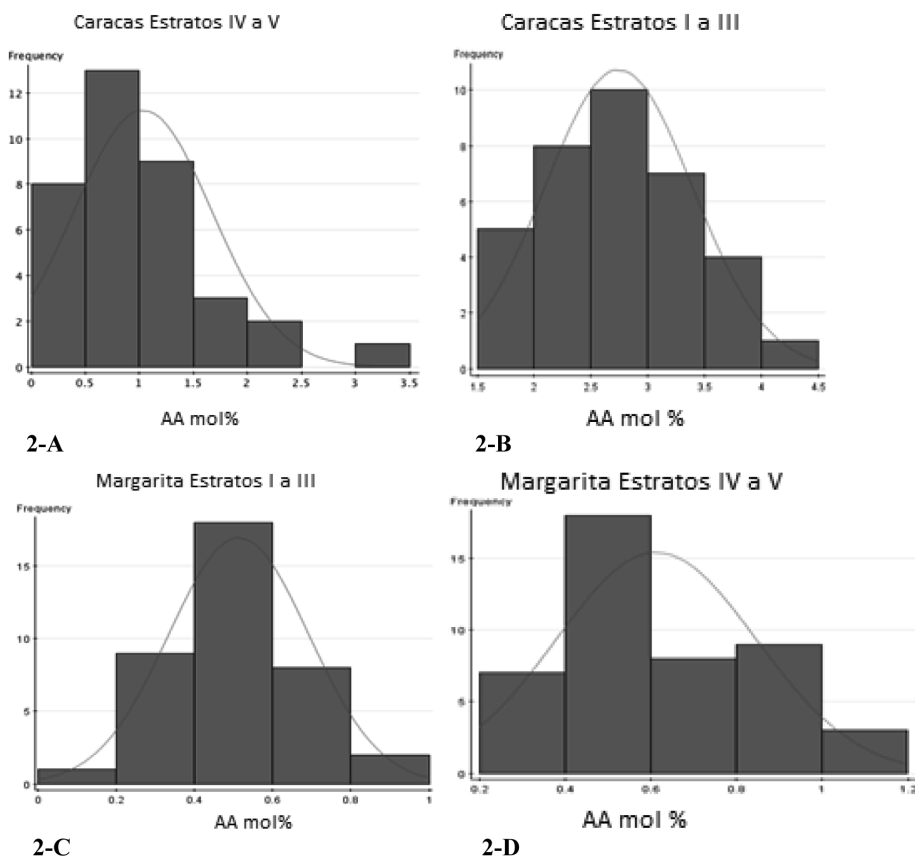 Caracas Estratos IV a V
Frequency
12
10
8
6
4
2
0
0 0.5 1 1.5 2 2.5 3 3.5
AA mol%
2-A
Caracas Estratos I a III
Frequency
10
8
6
4
2
0
1.5 2 2.5 3 3.5 4 4.5
AA mol %
2-B
Margarita Estratos I a III
Frequency
15
10
5
0
0 0.2 0.4 0.6 0.8 1
AA mol%
2-C
Margarita Estratos IV a V
Frequency
15
10
5
0
0.2 0.4 0.6 0.8 1 1.2
AA mol %
2-D